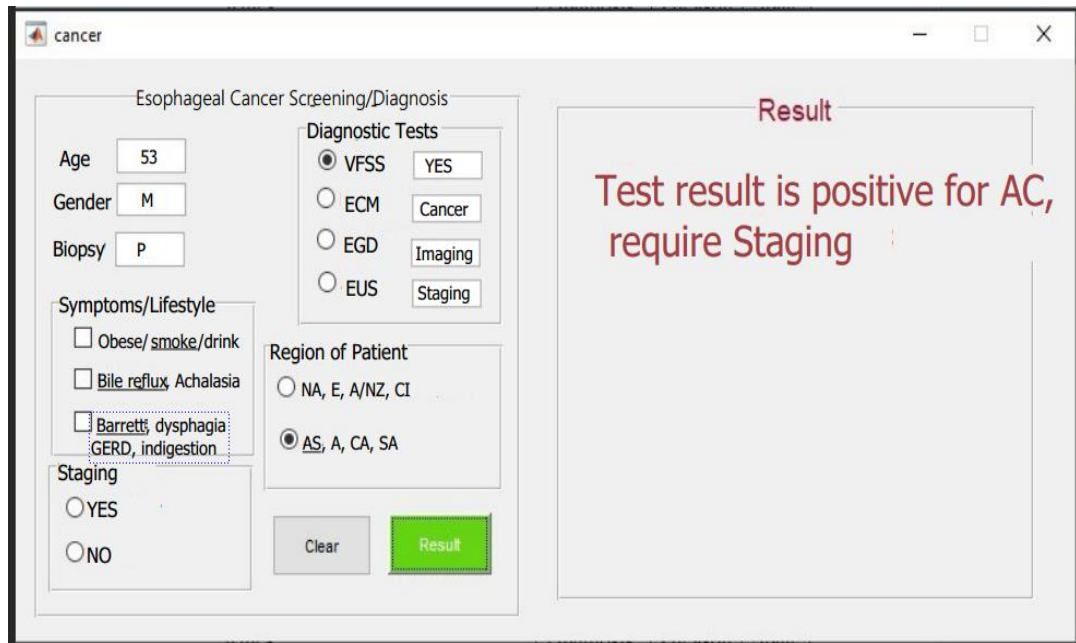 cancer
Esophageal Cancer Screening/Diagnosis
Age 53
Gender M
Biopsy P
Diagnostic Tests
VFSS YES
ECM Cancer
EGD Imaging
EUS Staging
Symptoms/Lifestyle
Obese/ smoke/drink
Bile reflux, Achalasia
Barrett's, dysphagia
GERD, indigestion
Region of Patient
NA, E, A/NZ, CI
AS, A, CA, SA
Staging
YES
NO
Clear
Result
Result
Test result is positive for AC,
require Staging